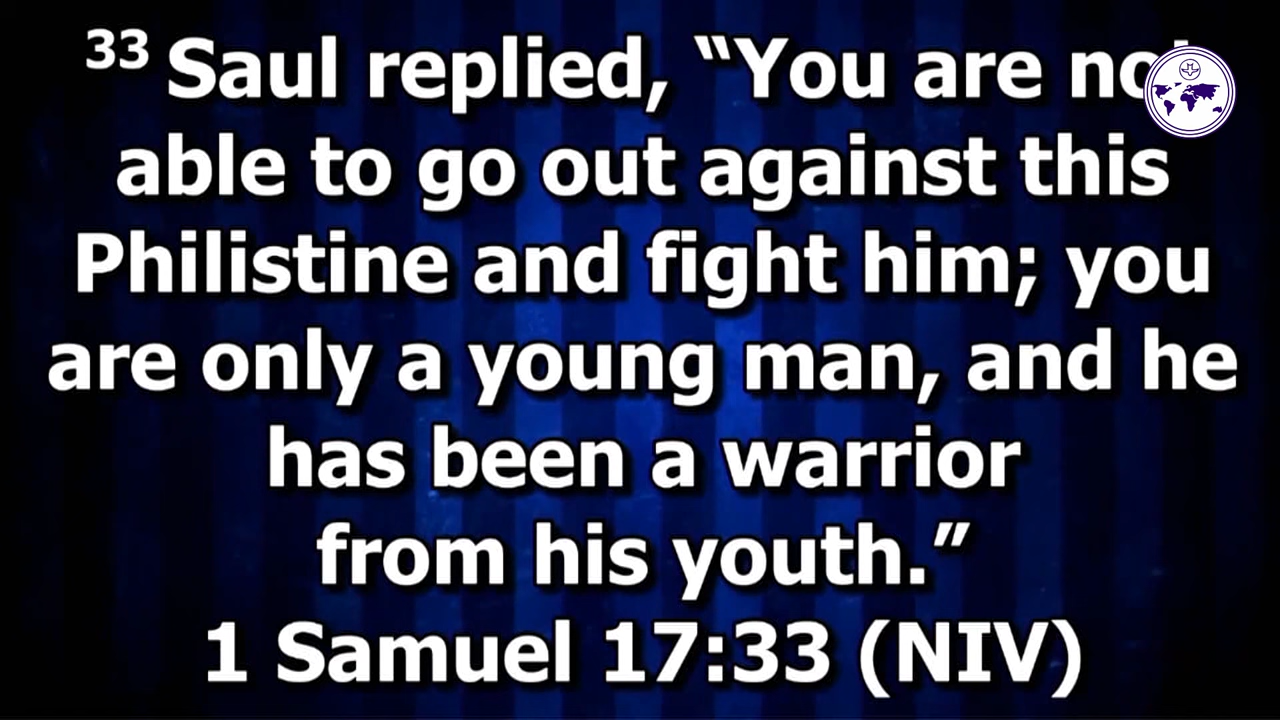 33 Saul replied, “You are not
able to go out against this
Philistine and fight him; you
are only a young man, and he
has been a warrior
from his youth.”
1 Samuel 17:33 (NIV)